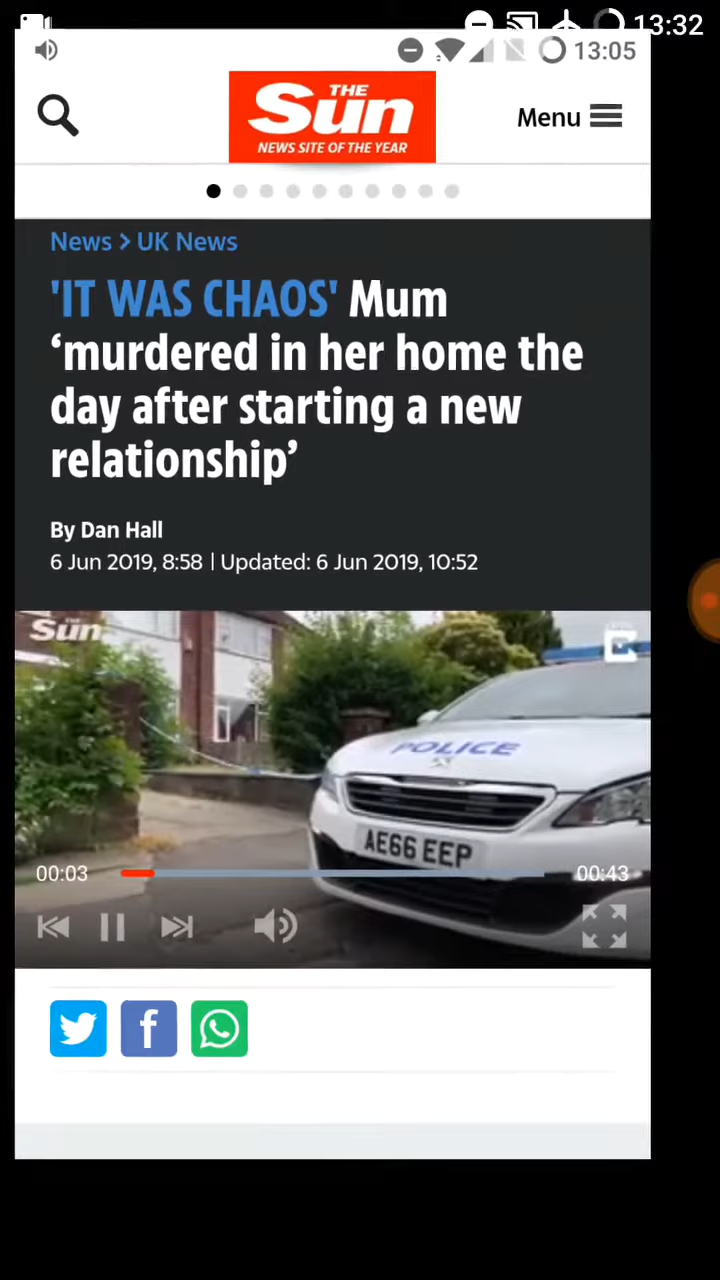 13:32
13:05
THE
Sun
NEWS SITE OF THE YEAR
Menu
News > UK News
'IT WAS CHAOS' Mum
‘murdered in her home the
day after starting a new
relationship’
By Dan Hall
6 Jun 2019, 8:58 | Updated: 6 Jun 2019, 10:52
THE
Sun
POLICE
AE66 EEP
00:03
00:43